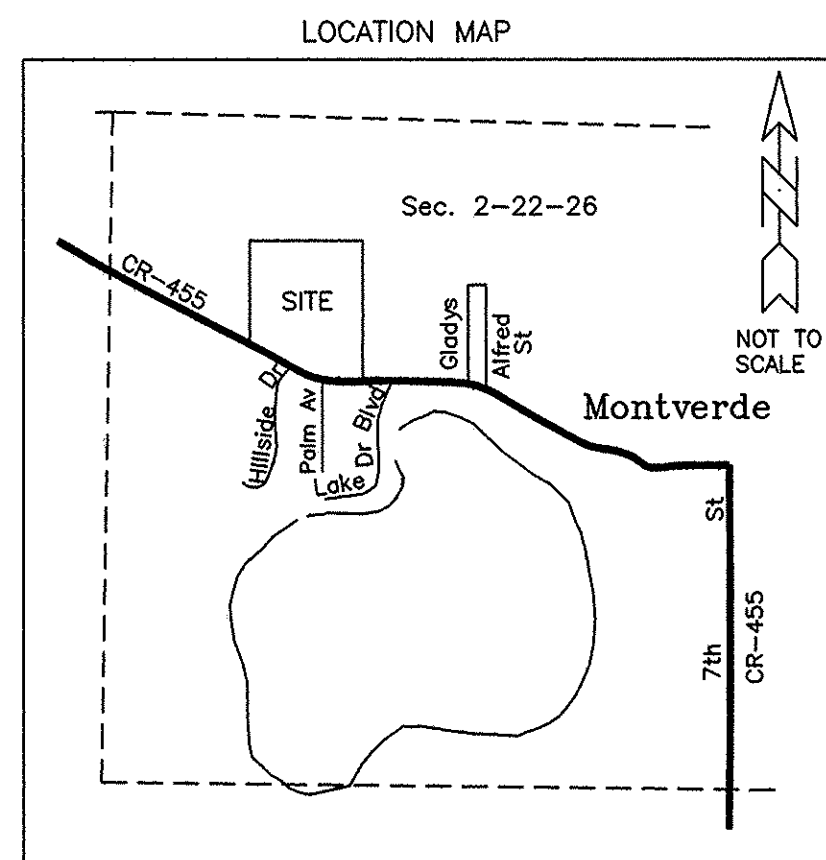 LOCATION MAP
Sec. 2-22-26
CR-455
SITE
N
NOT TO
SCALE
Gladys
Alfred
St
Montverde
Hillside Dr
Palm Av
Lake Dr Blvd
7th St
CR-455